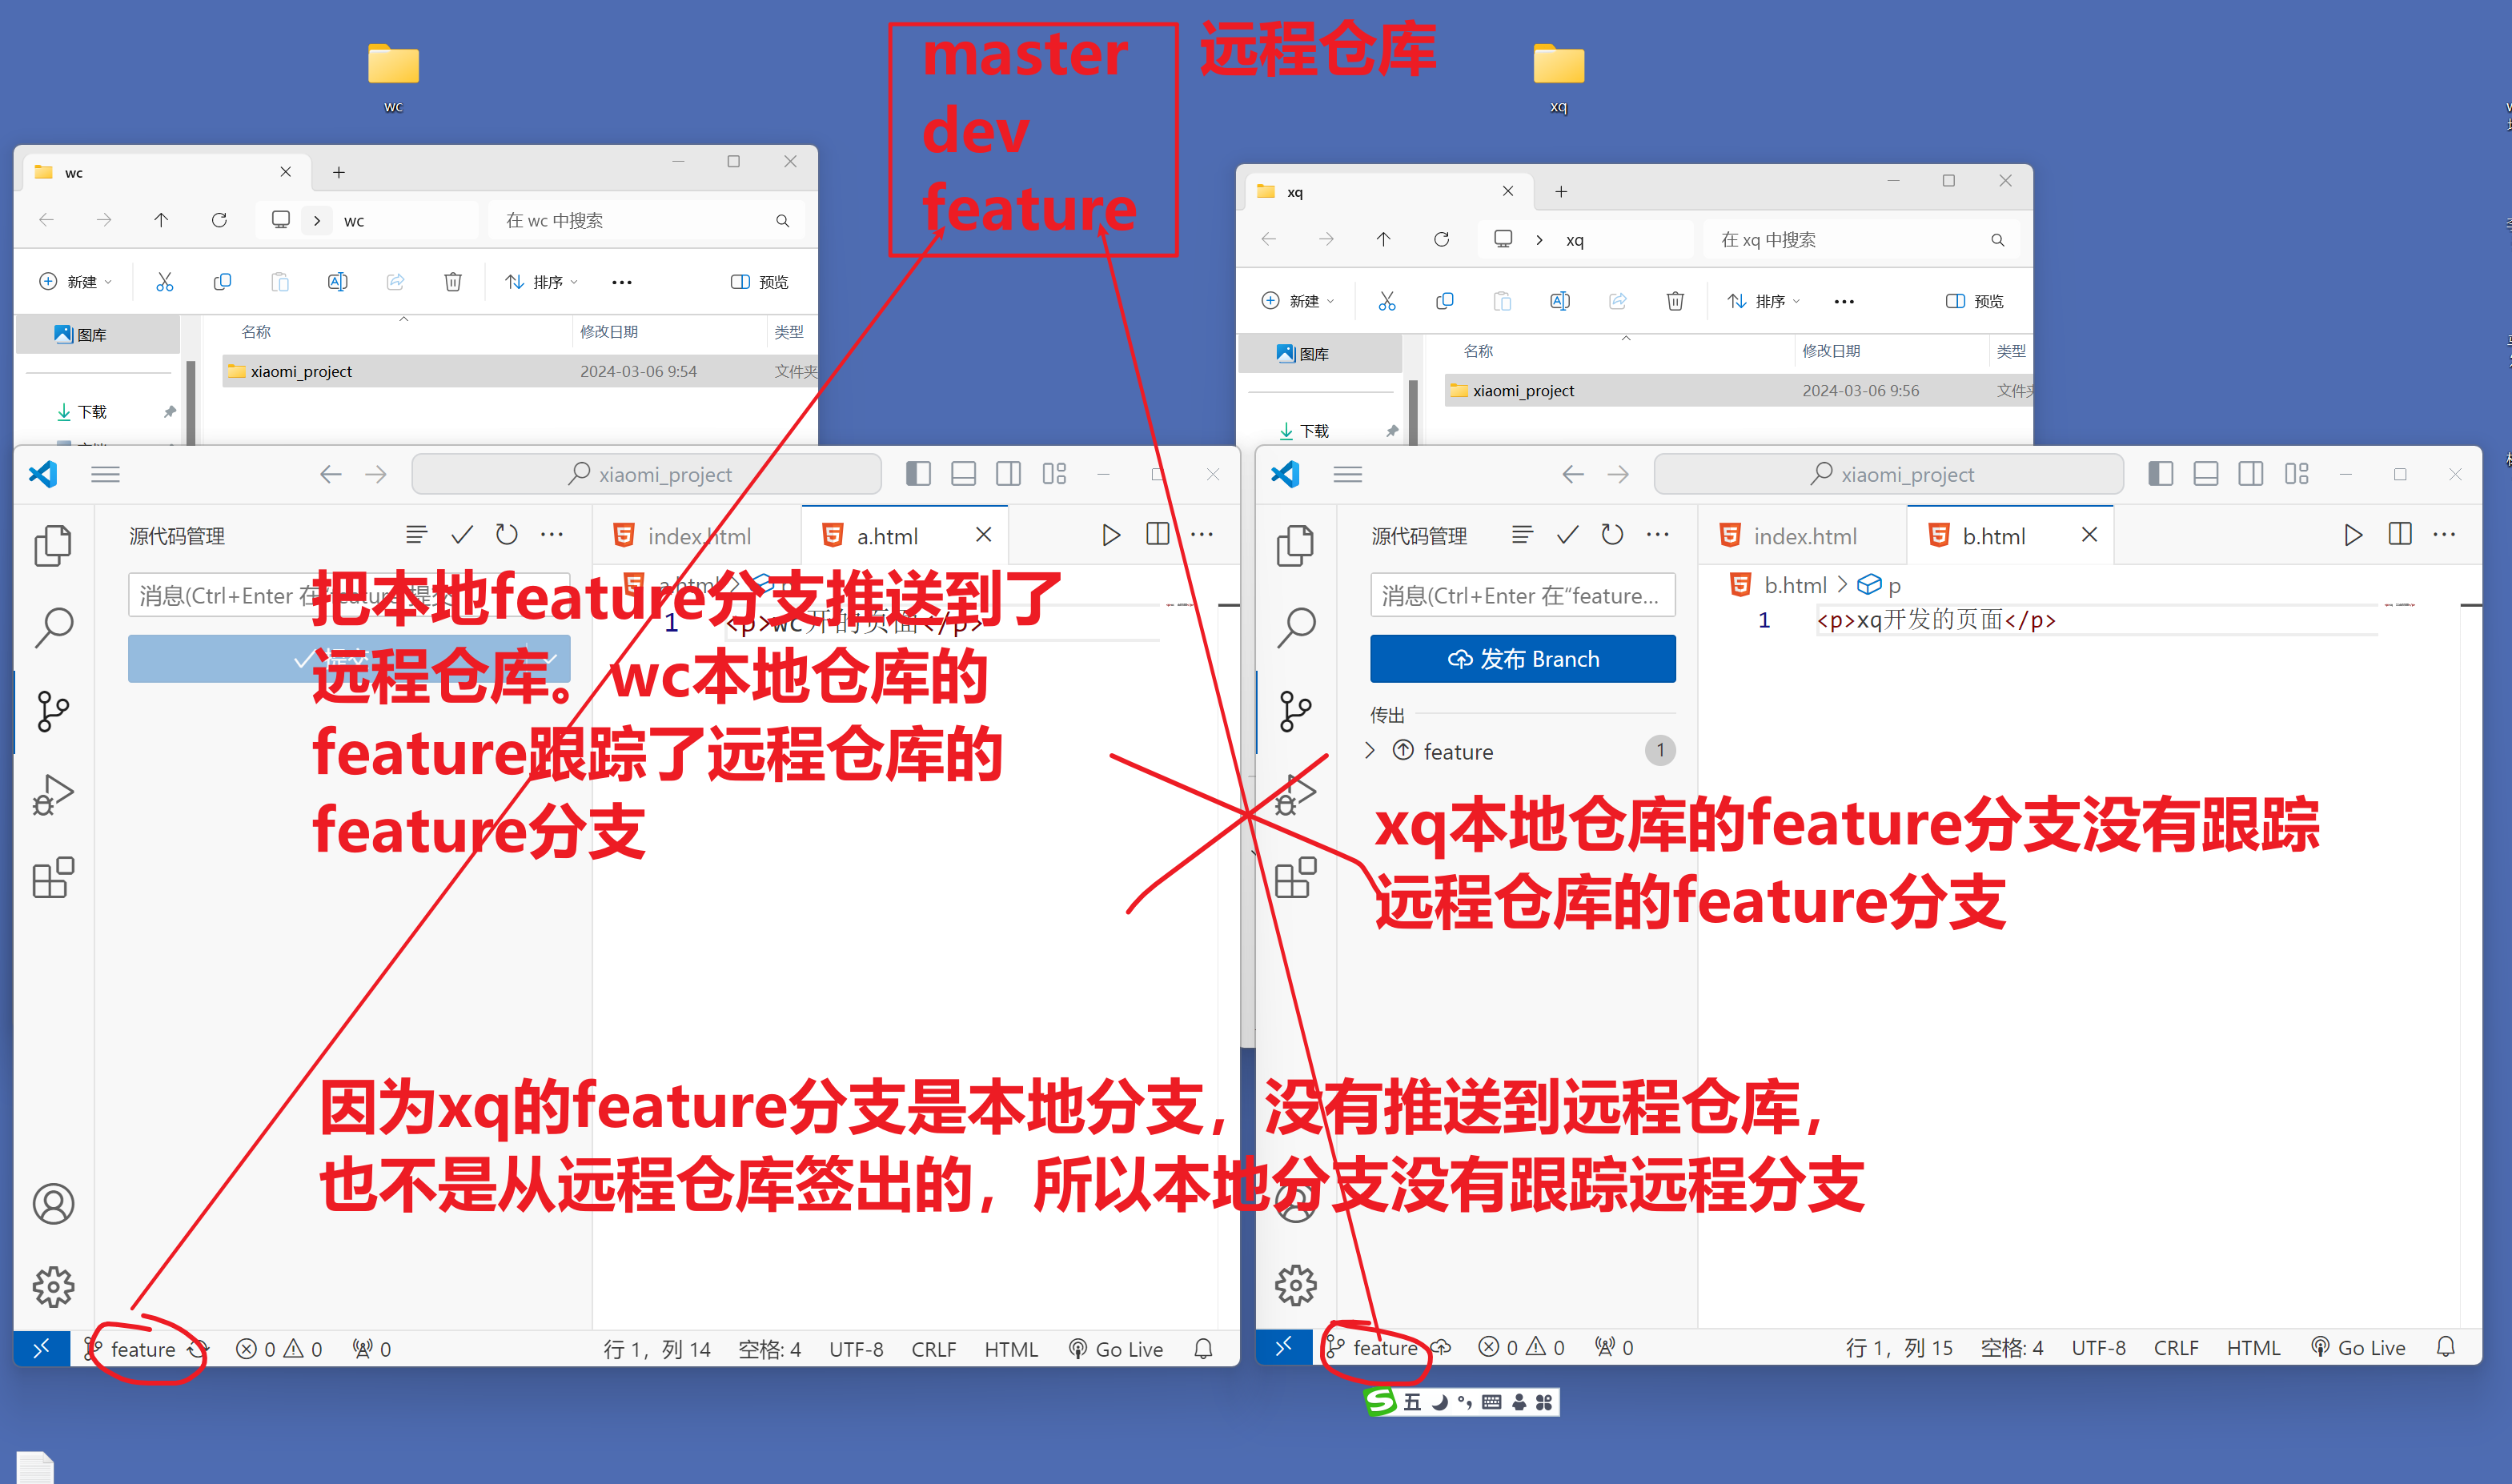 wc
master
远程仓库
dev
feature
xq
wc
wc
在 wc 中搜索
新建
排序
预览
图库
名称
修改日期
类型
xiaomi_project
2024-03-06 9:54
文件夹
下载
xq
xq
在 xq 中搜索
新建
排序
预览
图库
名称
修改日期
类型
xiaomi_project
2024-03-06 9:56
文件夹
下载
xiaomi_project
源代码管理
index.html
a.html
消息(Ctrl+Enter 在
a.html
1
<p>wc开的页面</p>
提交
把本地feature分支推送到了
远程仓库。wc本地仓库的
feature跟踪了远程仓库的
feature分支
xiaomi_project
源代码管理
index.html
b.html
消息(Ctrl+Enter 在“feature...
b.html
p
1
<p>xq开发的页面</p>
发布 Branch
传出
feature
1
xq本地仓库的feature分支没有跟踪
远程仓库的feature分支
因为xq的feature分支是本地分支，没有推送到远程仓库，
也不是从远程仓库签出的，所以本地分支没有跟踪远程分支
feature
0
0
0
行 1，列 14
空格: 4
UTF-8
CRLF
HTML
Go Live
feature
0
0
0
行 1，列 15
空格: 4
UTF-8
CRLF
HTML
Go Live
五